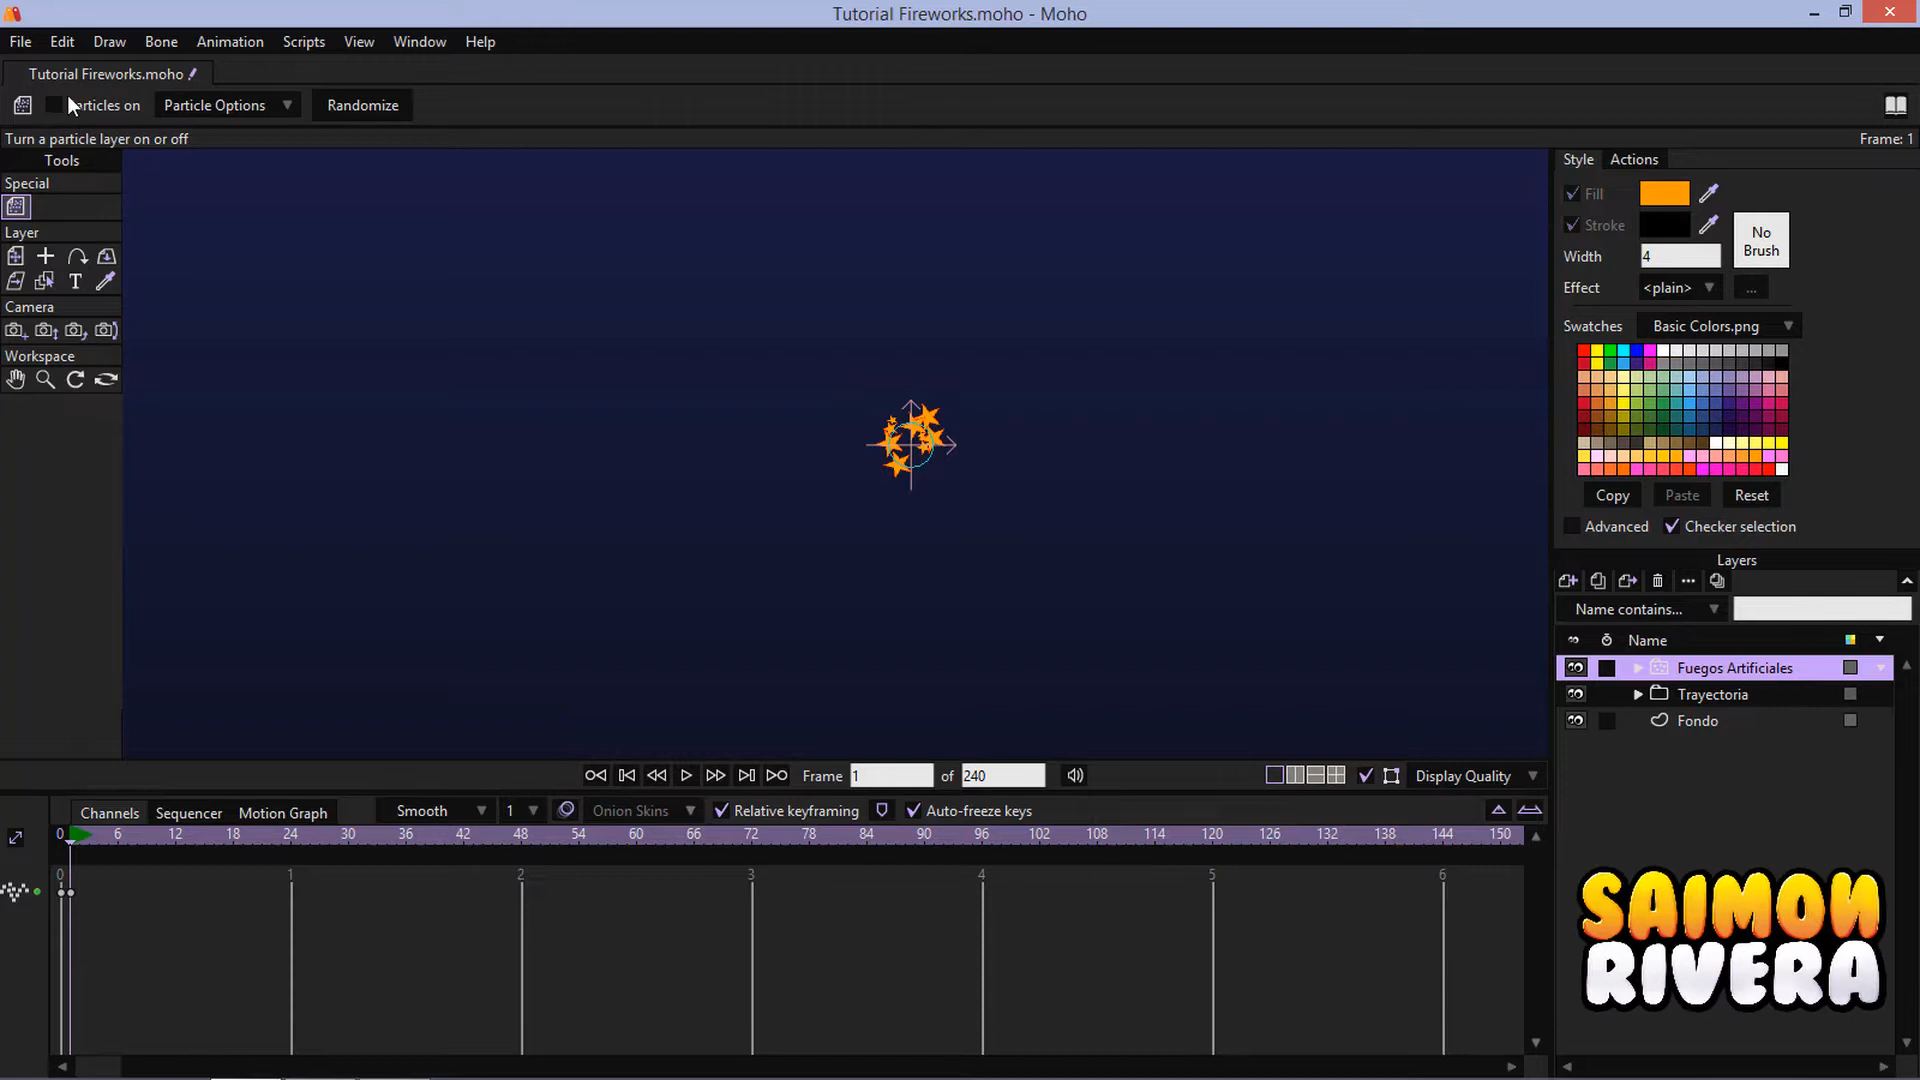 Tutorial Fireworks.moho - Moho
File Edit Draw Bone Animation Scripts View Window Help
Tutorial Fireworks.moho
Particles on Particle Options Randomize
Turn a particle layer on or off Frame: 1
Tools
Special
Layer
T
Camera
Workspace
Style Actions
Fill
Stroke
No
Brush
Width 4
Effect <plain> ...
Swatches Basic Colors.png
Copy Paste Reset
Advanced Checker selection
Layers
Name contains...
Name
Fuegos Artificiales
Trayectoria
Fondo
Frame 1 of 240 Display Quality
Channels Sequencer Motion Graph Smooth 1 Onion Skins Relative keyframing Auto-freeze keys
0 6 12 18 24 30 36 42 48 54 60 66 72 78 84 90 96 102 108 114 120 126 132 138 144 150
0 1 2 3 4 5 6
SAIMON
RIVERA